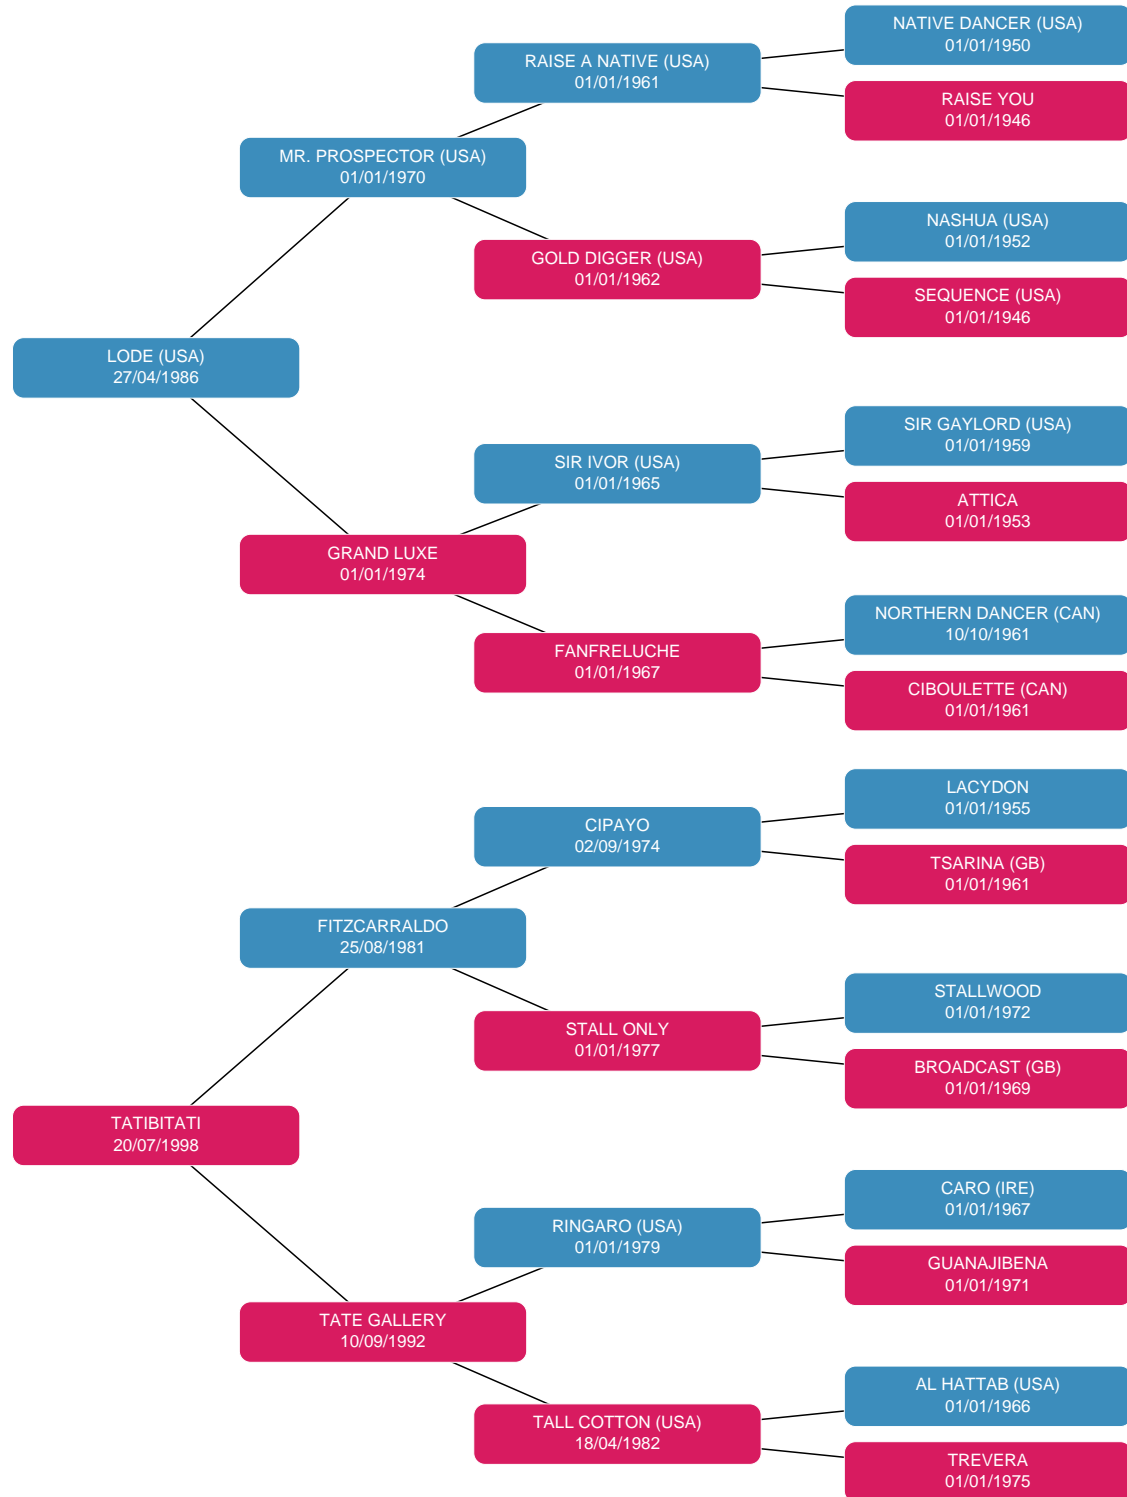 NATIVE DANCER (USA)
01/01/1950
RAISE A NATIVE (USA)
01/01/1961
RAISE YOU
01/01/1946
MR. PROSPECTOR (USA)
01/01/1970
NASHUA (USA)
01/01/1952
GOLD DIGGER (USA)
01/01/1962
SEQUENCE (USA)
01/01/1946
LODE (USA)
27/04/1986
SIR GAYLORD (USA)
01/01/1959
SIR IVOR (USA)
01/01/1965
ATTICA
01/01/1953
GRAND LUXE
01/01/1974
NORTHERN DANCER (CAN)
10/10/1961
FANFRELUCHE
01/01/1967
CIBOULETTE (CAN)
01/01/1961
LACYDON
01/01/1955
CIPAYO
02/09/1974
TSARINA (GB)
01/01/1961
FITZCARRALDO
25/08/1981
STALLWOOD
01/01/1972
STALL ONLY
01/01/1977
BROADCAST (GB)
01/01/1969
TATIBITATI
20/07/1998
CARO (IRE)
01/01/1967
RINGARO (USA)
01/01/1979
GUANAJIBENA
01/01/1971
TATE GALLERY
10/09/1992
AL HATTAB (USA)
01/01/1966
TALL COTTON (USA)
18/04/1982
TREVERA
01/01/1975